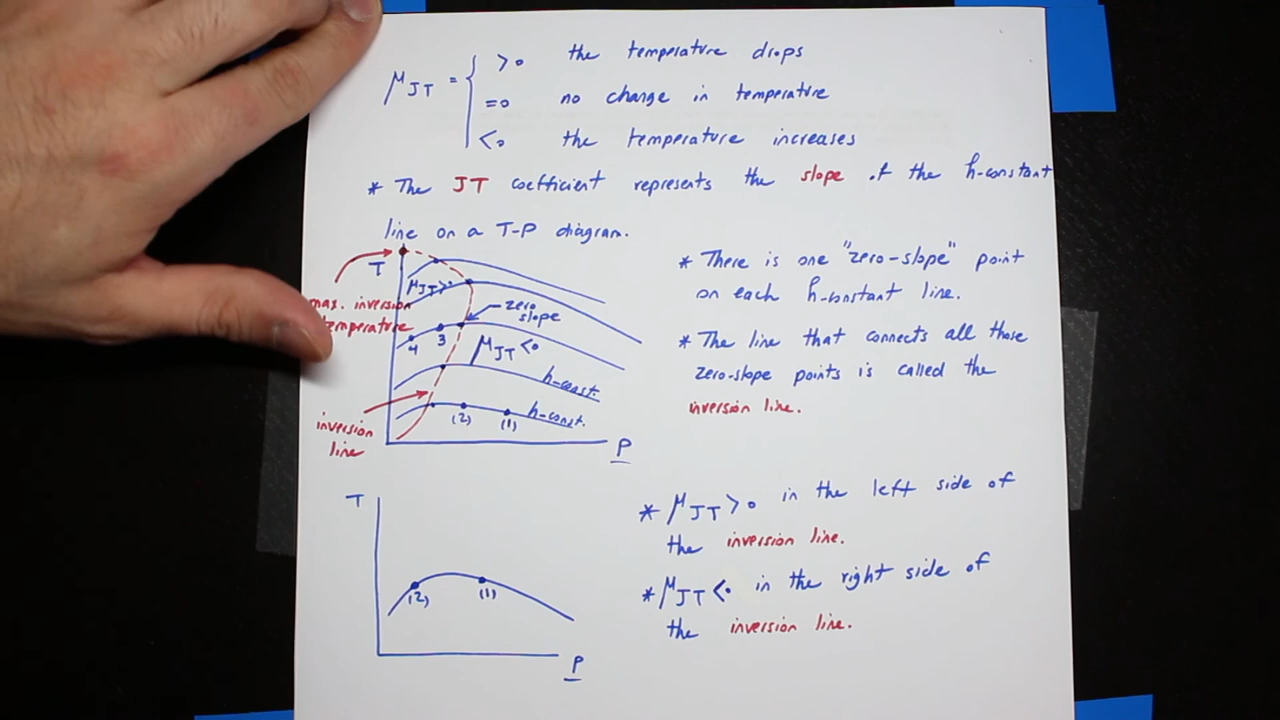 μJT = { >0 the temperature drops
=0 no change in temperature
<0 the temperature increases
* The JT coefficient represents the slope of the h-constant
line on a T-P diagram.
T
max. inversion
temperature
μJT>0
zero
slope
4 3
μJT<0
h-const.
(2) (1) h-const.
inversion
line
P
* There is one "zero-slope" point
on each h-constant line.
* The line that connects all those
zero-slope points is called the
inversion line.
T
(2) (1)
P
* μJT>0 in the left side of
the inversion line.
* μJT<0 in the right side of
the inversion line.